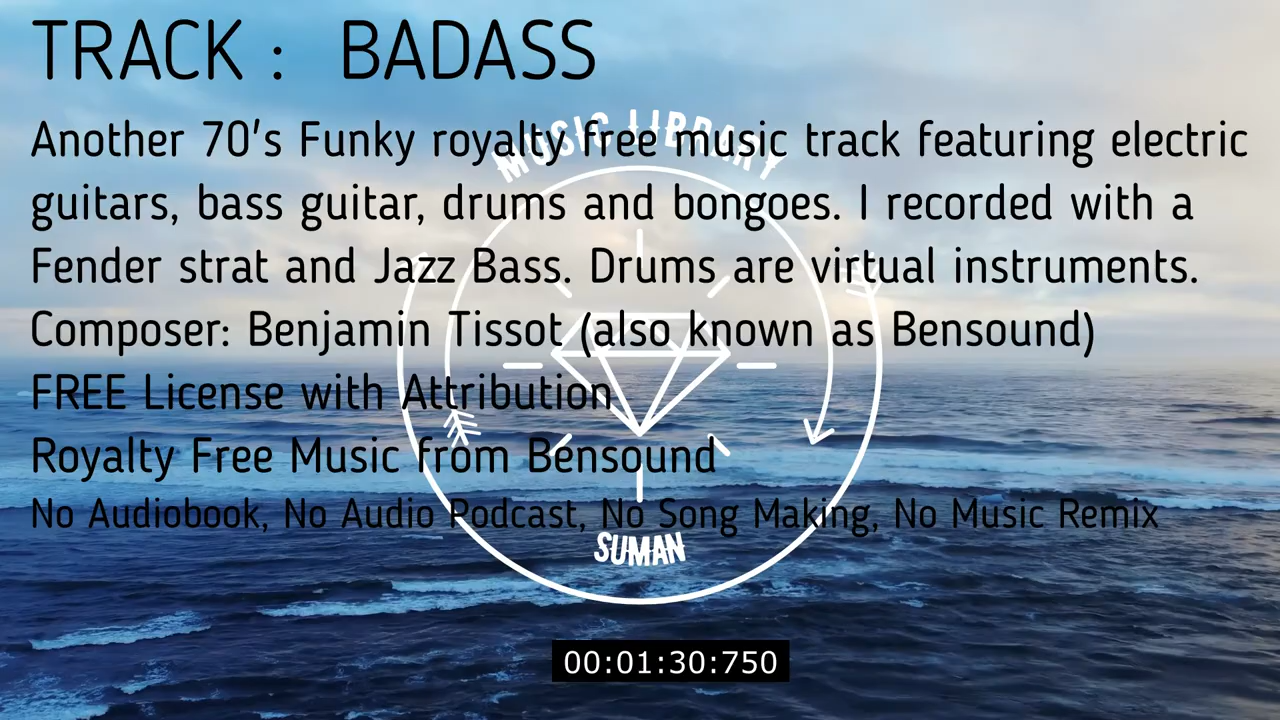 TRACK : BADASS
MUSIC LIBRARY
Another 70's Funky royalty free music track featuring electric
guitars, bass guitar, drums and bongoes. I recorded with a
Fender strat and Jazz Bass. Drums are virtual instruments.
Composer: Benjamin Tissot (also known as Bensound)
FREE License with Attribution
Royalty Free Music from Bensound
No Audiobook, No Audio Podcast, No Song Making, No Music Remix
SUMAN
00:01:30:750